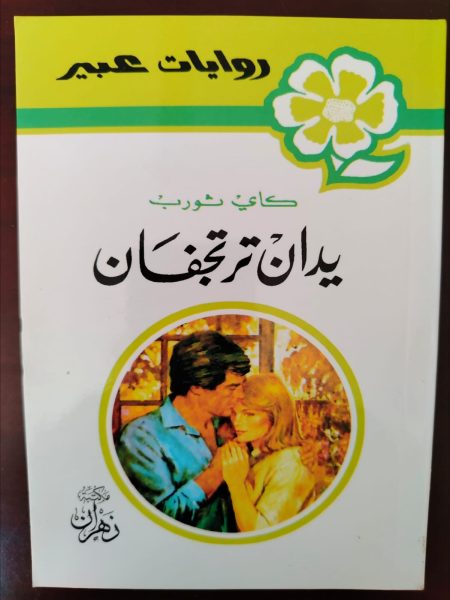 روايات عبير
كاي ثورب
يدان ترتجفان
مكتبة
زهران